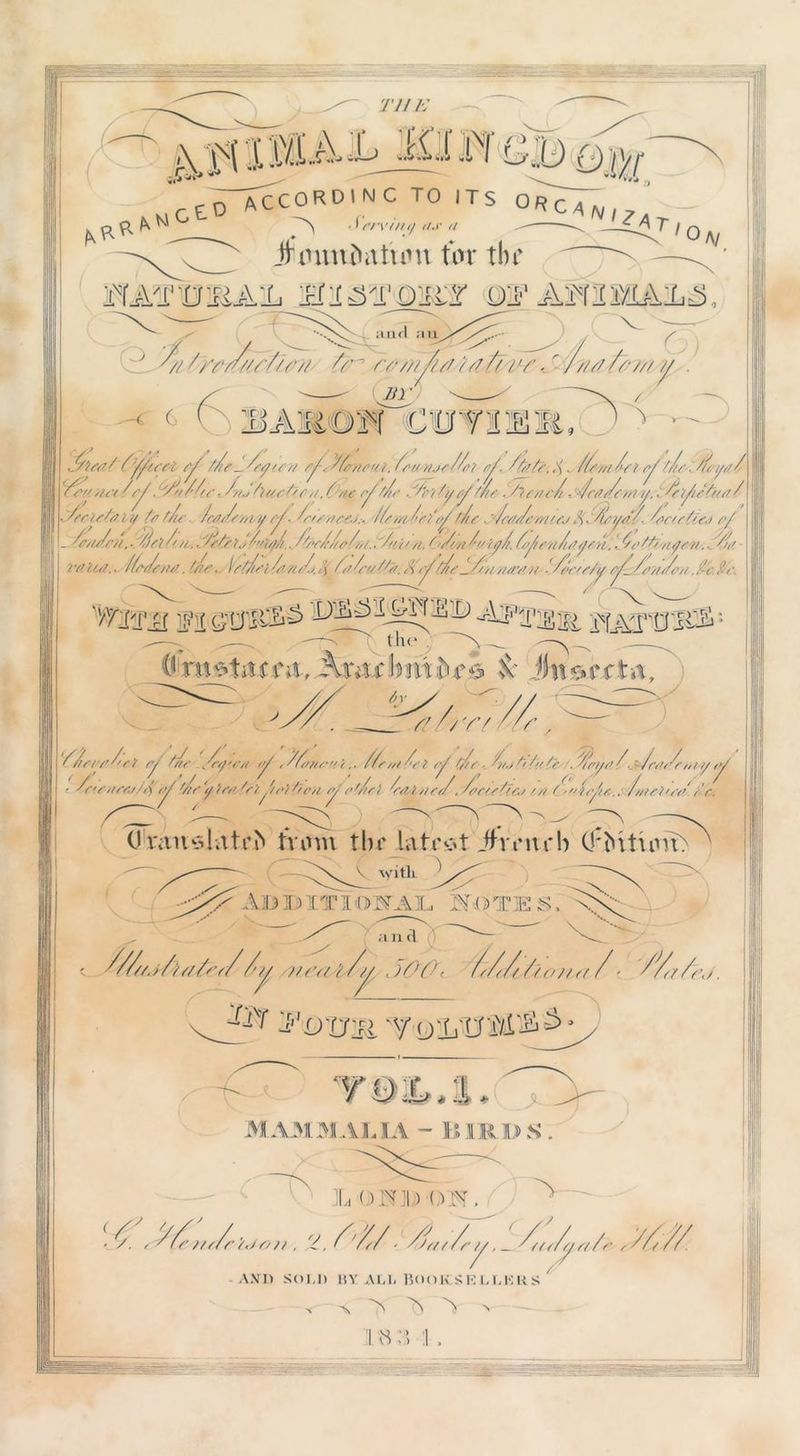 THE
ANIMAL KINGDOM,
ARRANGED ACCORDING TO ITS ORGANIZATION,
Serving as a
Foundation for the
NATURAL HISTORY OF ANIMALS,
and an
Introduction to comparative Anatomy.
BY
BARON CUVIER,
Great Officer of the Legion of Honour, Counsellor of State, & Member of the Royal
Council of Public Instruction, One of the Forty of the French Academy, Perpetual
Secretary to the Academy of Sciences, Member of the Academies & Royal Societies of
London, Berlin, Petersburgh, Stockholm, Turin, Edinburgh, Copenhagen, Gottingen, Ba-
varia, Modena, the Netherlands, & Calcutta, & of the Linnæan Society of London &c. &c.
WITH FIGURES DESIGNED AFTER NATURE:
the
Crustacea, Arachnides & Insecta,
by
M. Latreille,
Chevalier of the Legion of Honour, Member of the Institute / Royal Academy of
Sciences / & of the greater portion of other learned Societies in Europe, America, &c.
Translated from the latest French Edition:
with
ADDITIONAL NOTES,
and
Illustrated by nearly 500 Additional Plates.
IN FOUR VOLUMES,
VOL. 1.
MAMMALIA - BIRDS.
LONDON,
G. Henderson, 2, Old Bailey, Ludgate Hill.
AND SOLD BY ALL BOOKSELLERS
1834.